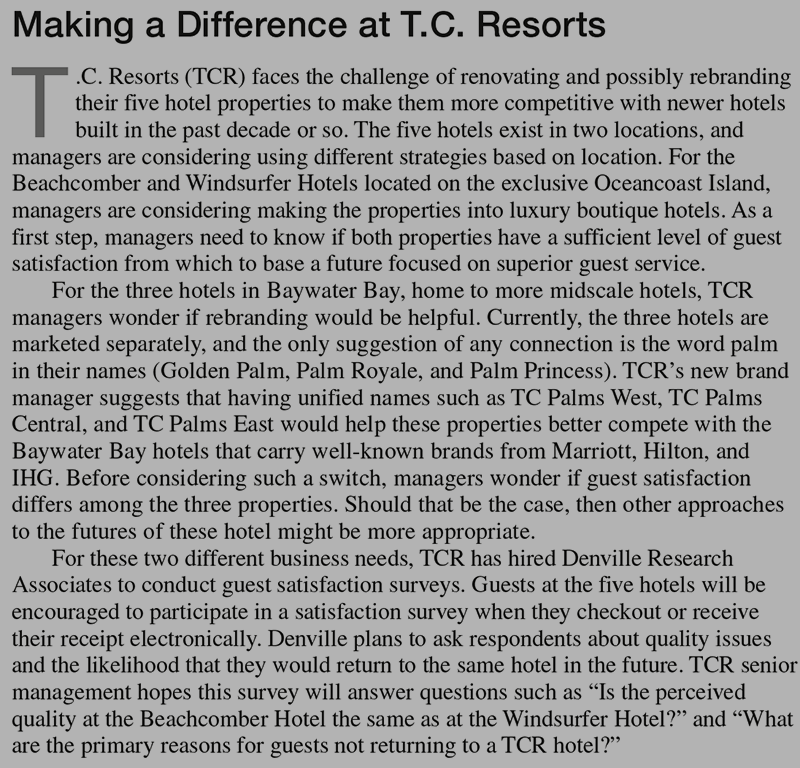 Making a Difference at T.C. Resorts
T.C. Resorts (TCR) faces the challenge of renovating and possibly rebranding
their five hotel properties to make them more competitive with newer hotels
built in the past decade or so. The five hotels exist in two locations, and
managers are considering using different strategies based on location. For the
Beachcomber and Windsurfer Hotels located on the exclusive Oceancoast Island,
managers are considering making the properties into luxury boutique hotels. As a
first step, managers need to know if both properties have a sufficient level of guest
satisfaction from which to base a future focused on superior guest service.
For the three hotels in Baywater Bay, home to more midscale hotels, TCR
managers wonder if rebranding would be helpful. Currently, the three hotels are
marketed separately, and the only suggestion of any connection is the word palm
in their names (Golden Palm, Palm Royale, and Palm Princess). TCR's new brand
manager suggests that having unified names such as TC Palms West, TC Palms
Central, and TC Palms East would help these properties better compete with the
Baywater Bay hotels that carry well-known brands from Marriott, Hilton, and
IHG. Before considering such a switch, managers wonder if guest satisfaction
differs among the three properties. Should that be the case, then other approaches
to the futures of these hotel might be more appropriate.
For these two different business needs, TCR has hired Denville Research
Associates to conduct guest satisfaction surveys. Guests at the five hotels will be
encouraged to participate in a satisfaction survey when they checkout or receive
their receipt electronically. Denville plans to ask respondents about quality issues
and the likelihood that they would return to the same hotel in the future. TCR senior
management hopes this survey will answer questions such as “Is the perceived
quality at the Beachcomber Hotel the same as at the Windsurfer Hotel?” and “What
are the primary reasons for guests not returning to a TCR hotel?”